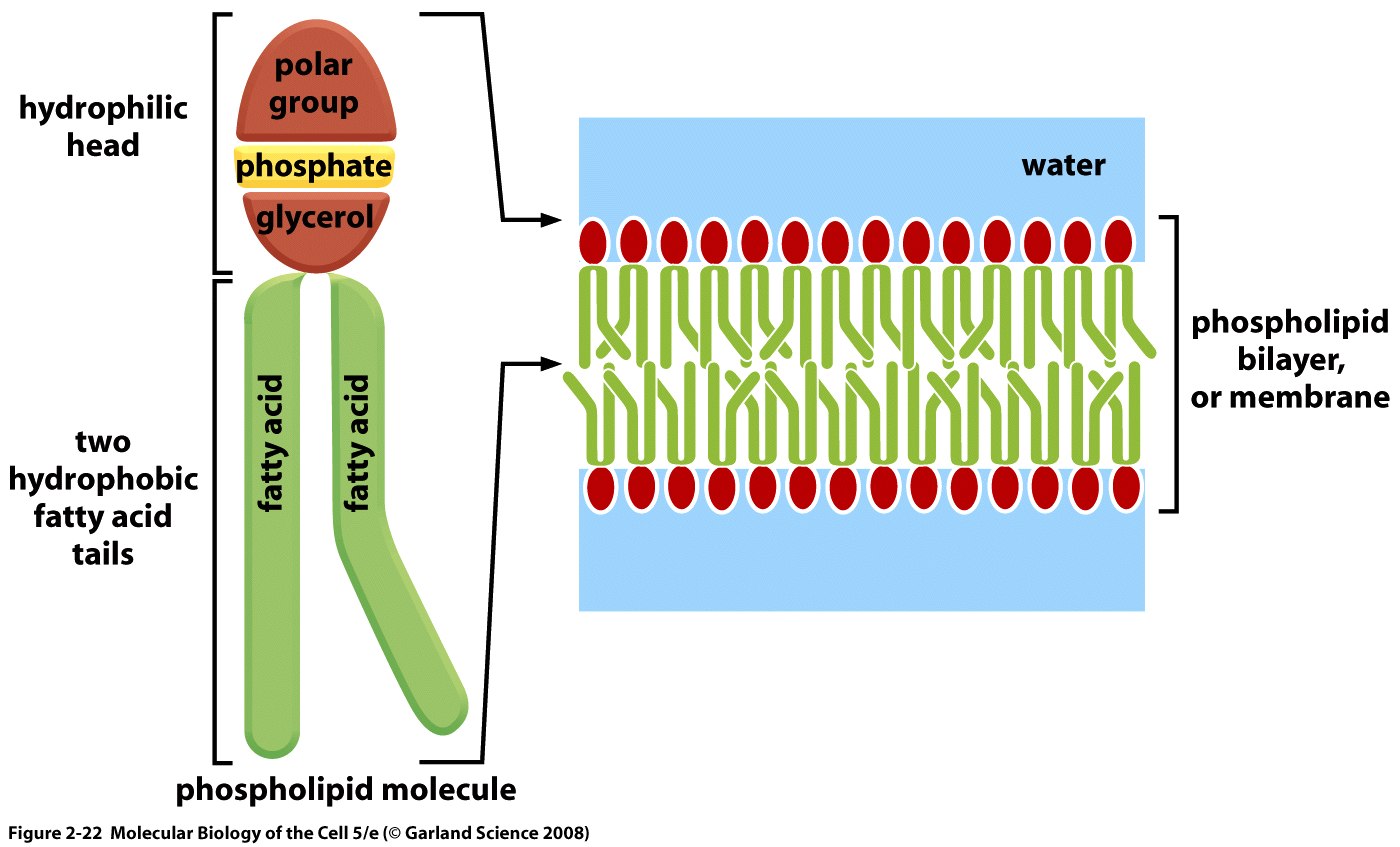 hydrophilic
head
polar
group
phosphate
glycerol
two
hydrophobic
fatty acid
tails
fatty acid
fatty acid
phospholipid molecule
water
phospholipid
bilayer,
or membrane
Figure 2-22 Molecular Biology of the Cell 5/e (© Garland Science 2008)